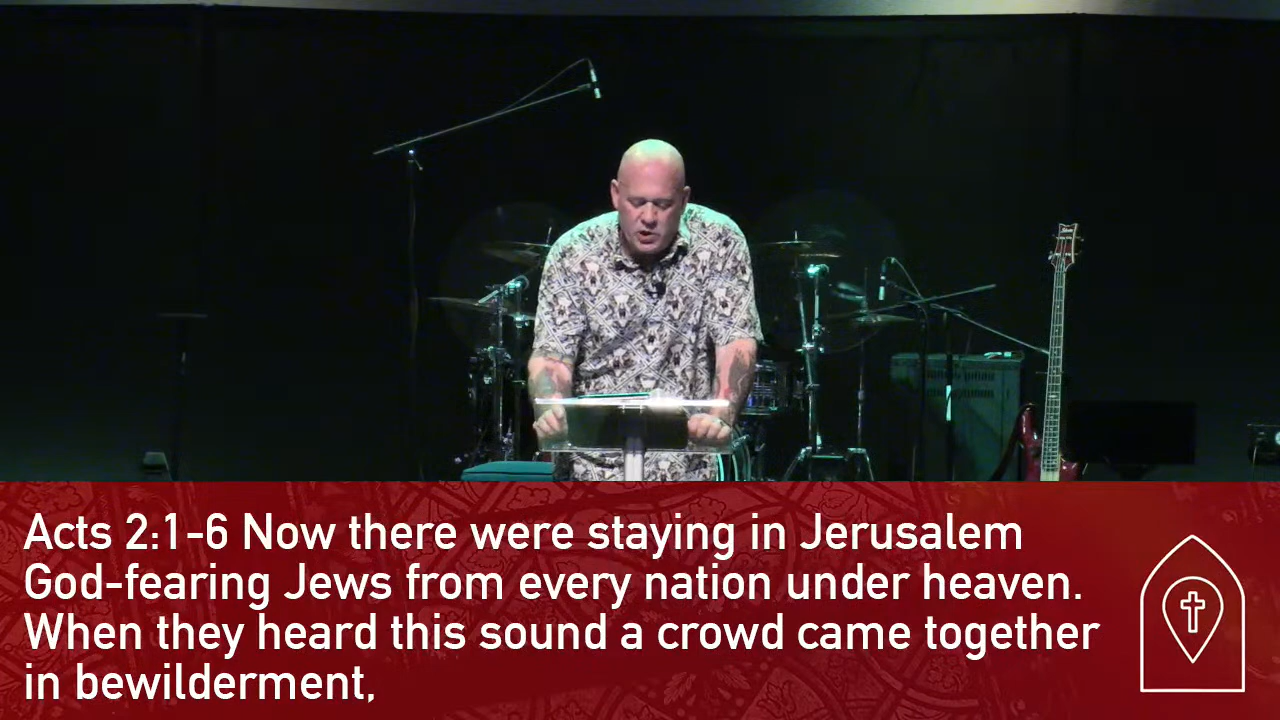 Acts 2:1-6 Now there were staying in Jerusalem
God-fearing Jews from every nation under heaven.
When they heard this sound a crowd came together
in bewilderment,